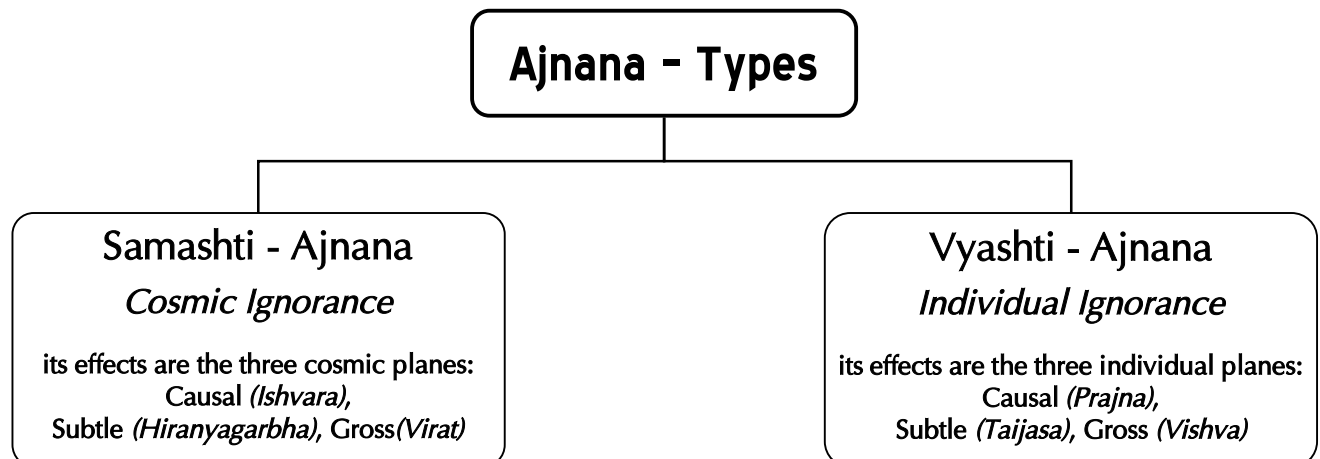 Ajnana - Types
Samashti - Ajnana
Cosmic Ignorance
its effects are the three cosmic planes:
Causal (Ishvara),
Subtle (Hiranyagarbha), Gross(Virat)
Vyashti - Ajnana
Individual Ignorance
its effects are the three individual planes:
Causal (Prajna),
Subtle (Taijasa), Gross (Vishva)